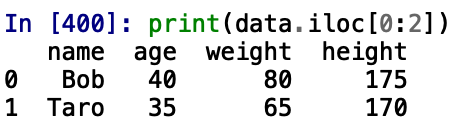 In [400]: print(data.iloc[0:2])
name age weight height
0 Bob 40 80 175
1 Taro 35 65 170